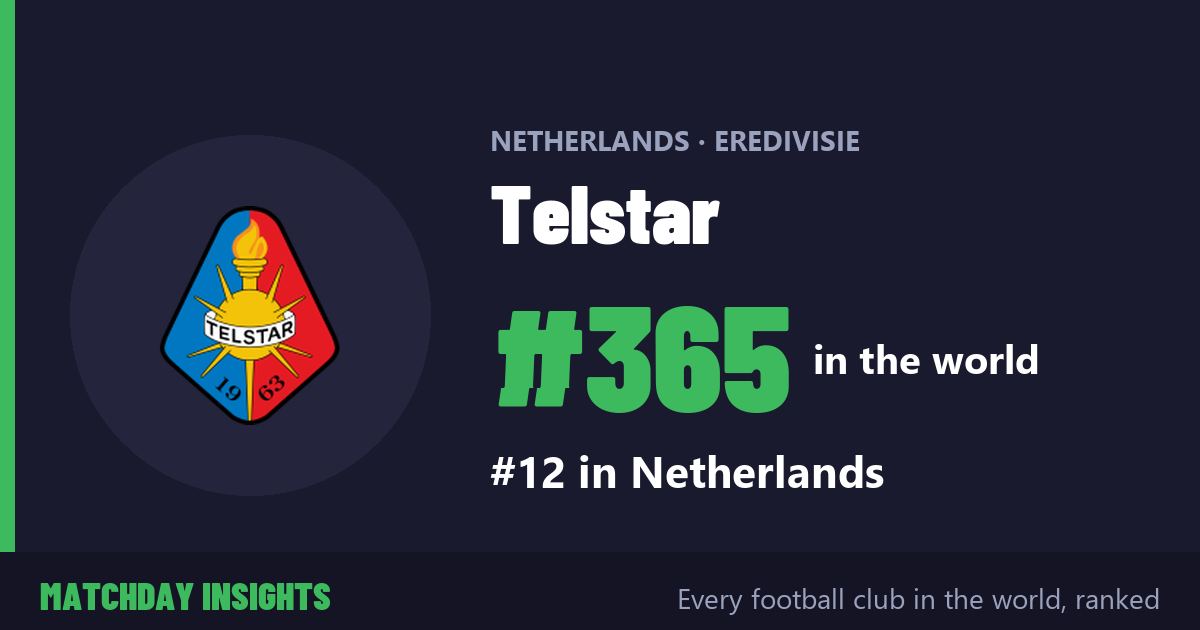 NETHERLANDS · EREDIVISIE
Telstar
#365 in the world
#12 in Netherlands
TELSTAR
19 63
MATCHDAY INSIGHTS
Every football club in the world, ranked